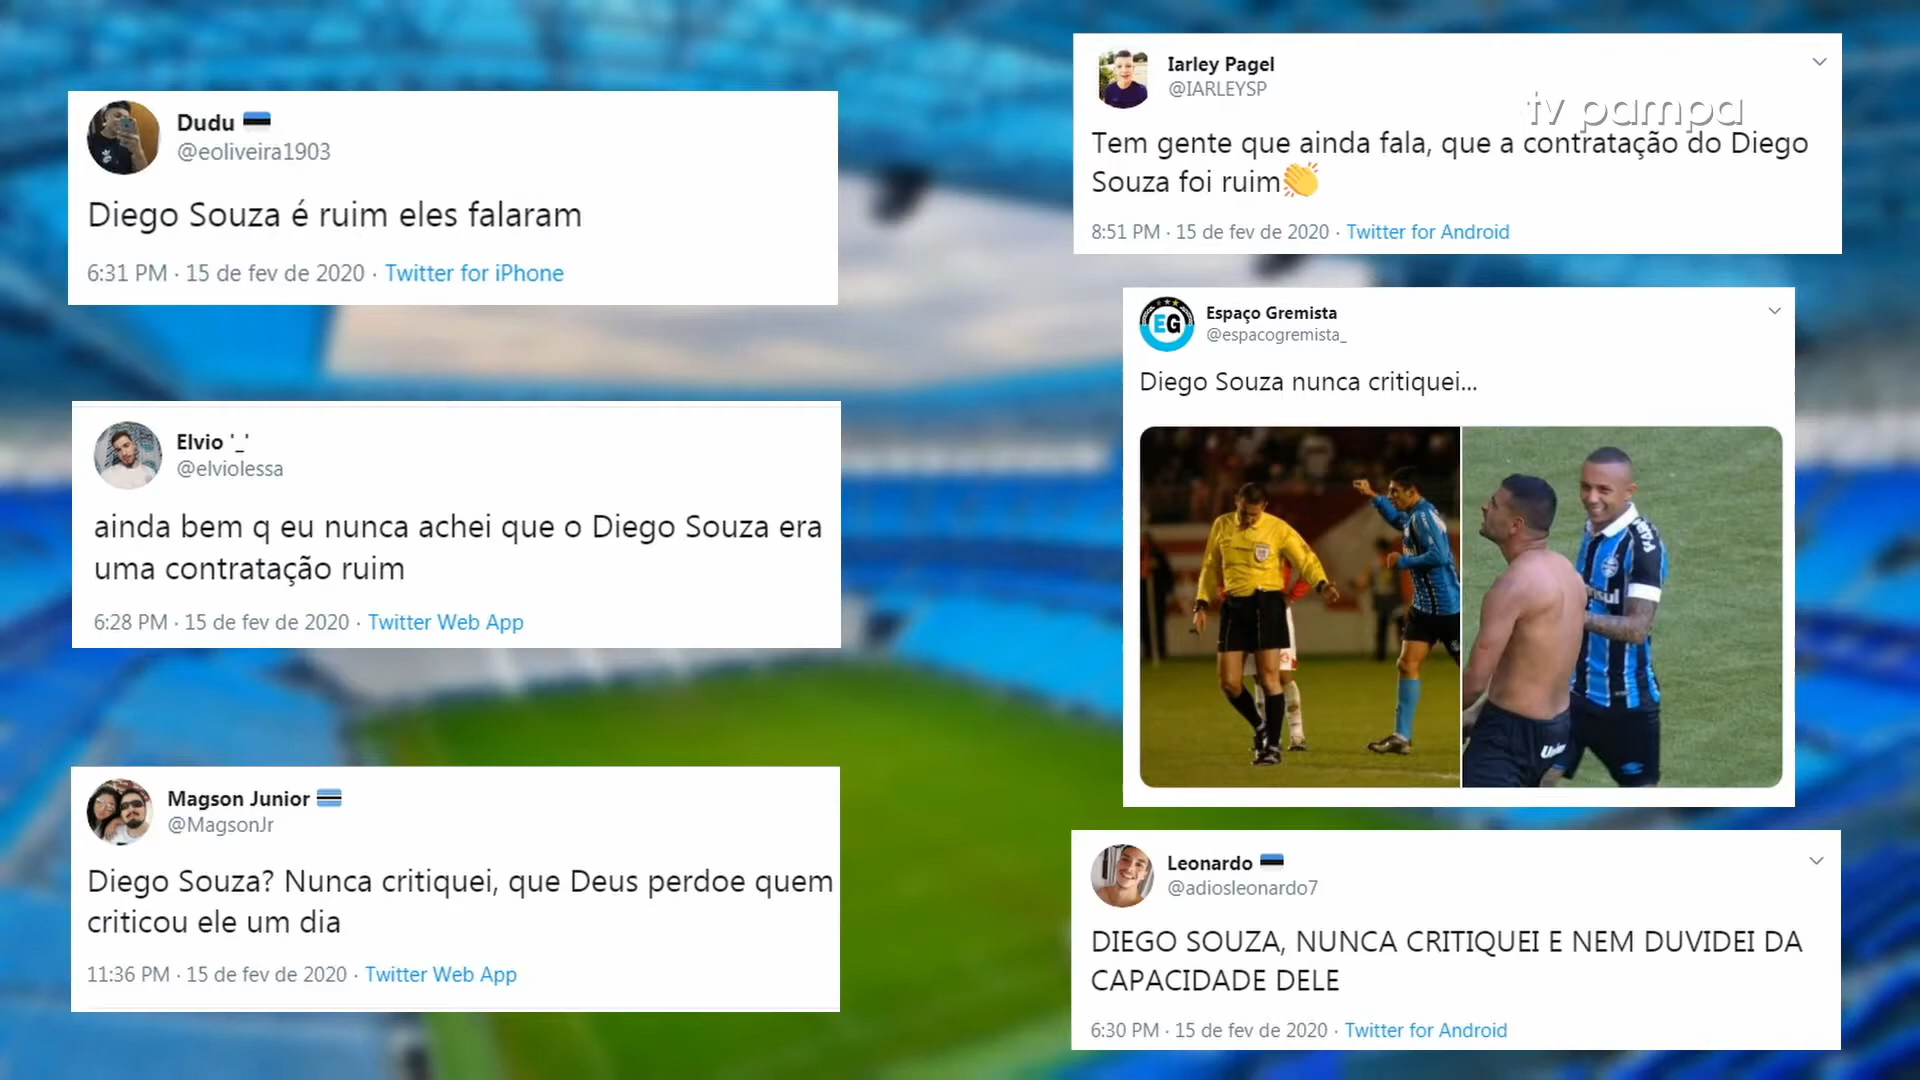 Dudu
@eoliveira1903
Diego Souza é ruim eles falaram
6:31 PM · 15 de fev de 2020 · Twitter for iPhone
Elvio '_'
@elviolessa
ainda bem q eu nunca achei que o Diego Souza era
uma contratação ruim
6:28 PM · 15 de fev de 2020 · Twitter Web App
Magson Junior
@MagsonJr
Diego Souza? Nunca critiquei, que Deus perdoe quem
criticou ele um dia
11:36 PM · 15 de fev de 2020 · Twitter Web App
Iarley Pagel
@IARLEYSP
tv pampa
Tem gente que ainda fala, que a contratação do Diego
Souza foi ruim👏
8:51 PM · 15 de fev de 2020 · Twitter for Android
EG
Espaço Gremista
@espacogremista_
Diego Souza nunca critiquei...
Leonardo
@adiosleonardo7
DIEGO SOUZA, NUNCA CRITIQUEI E NEM DUVIDEI DA
CAPACIDADE DELE
6:30 PM · 15 de fev de 2020 · Twitter for Android